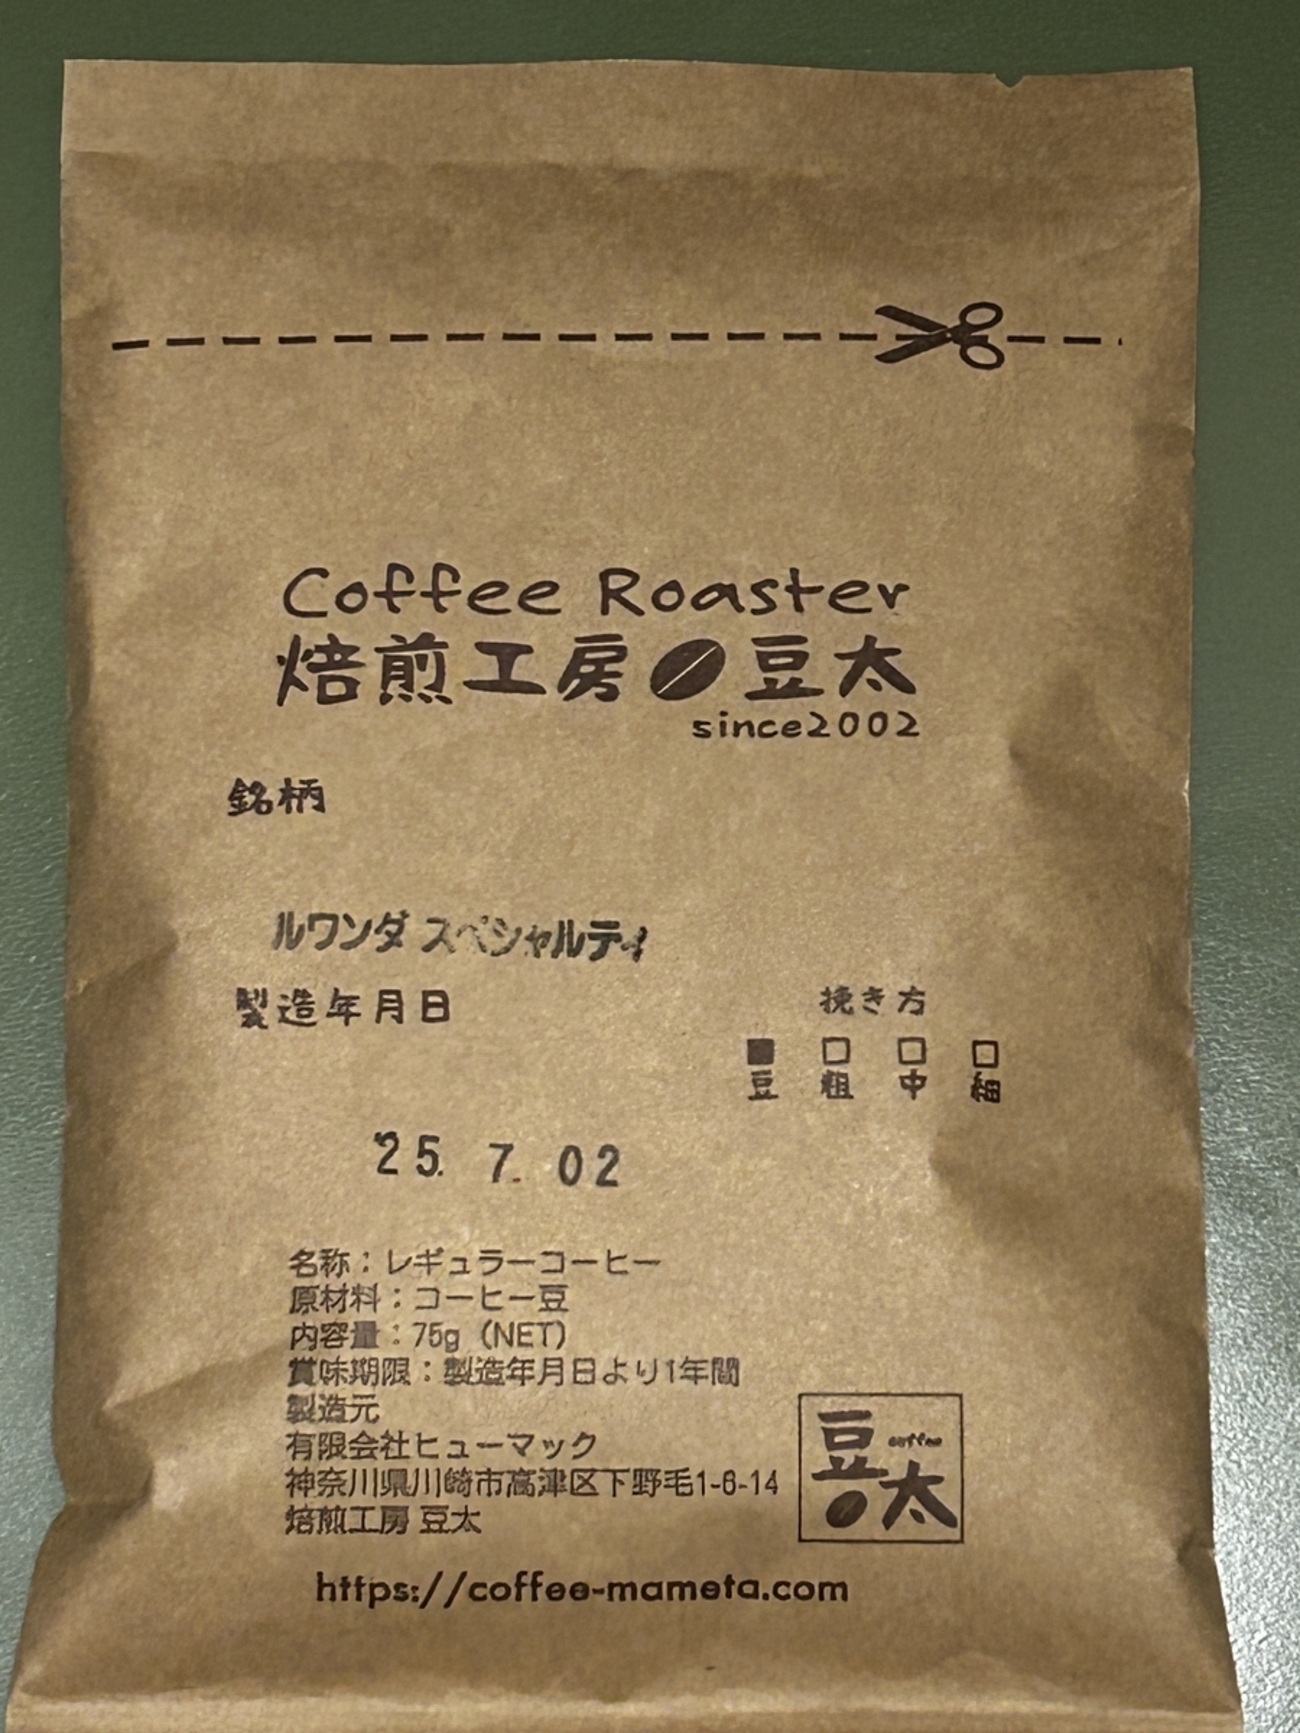 Coffee Roaster
焙煎工房 豆太
since2002
銘柄
ルワンダ スペシャルティ
製造年月日
挽き方
豆 粗 中 細
'25. 7. 02
名称：レギュラーコーヒー
原材料：コーヒー豆
内容量：75g（NET）
賞味期限：製造年月日より1年間
製造元
有限会社ヒューマック
神奈川県川崎市高津区下野毛1-6-14
焙煎工房 豆太
豆太
coffee
https://coffee-mameta.com